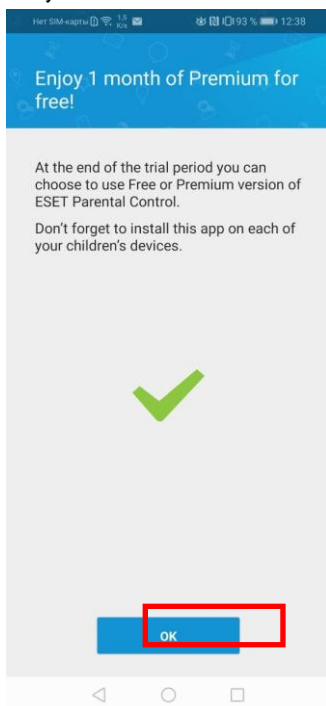 Нет SIM-карты 1,5 K/s 93 % 12:38
Enjoy 1 month of Premium for
free!
At the end of the trial period you can
choose to use Free or Premium version of
ESET Parental Control.
Don't forget to install this app on each of
your children's devices.
OK